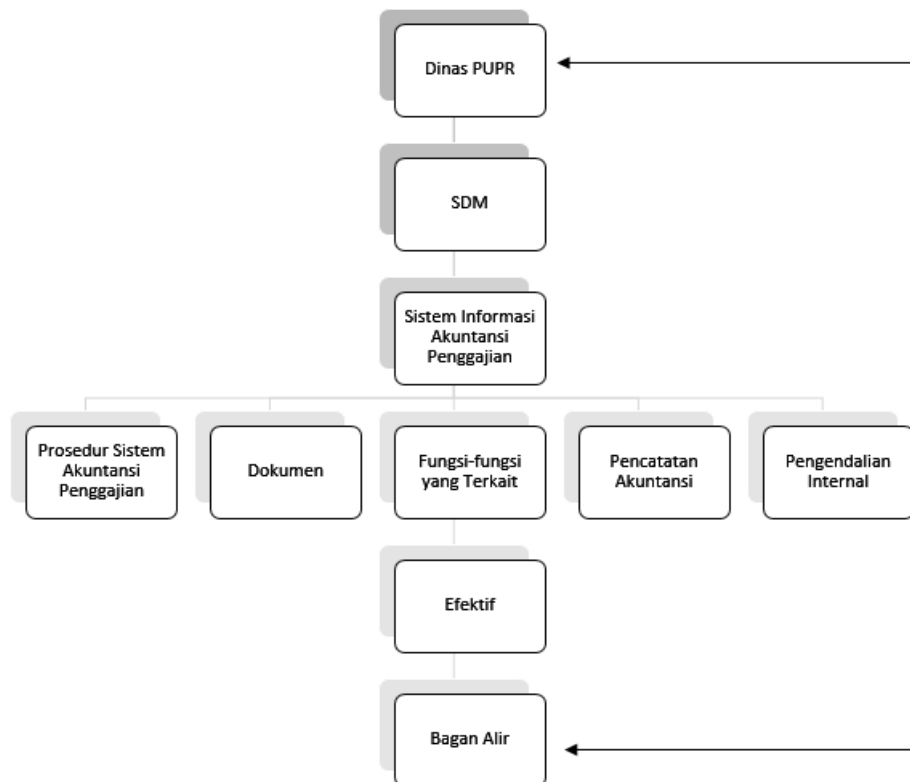 Dinas PUPR
SDM
Sistem Informasi
Akuntansi
Penggajian
Prosedur Sistem
Akuntansi
Penggajian
Dokumen
Fungsi-fungsi
yang Terkait
Pencatatan
Akuntansi
Pengendalian
Internal
Efektif
Bagan Alir